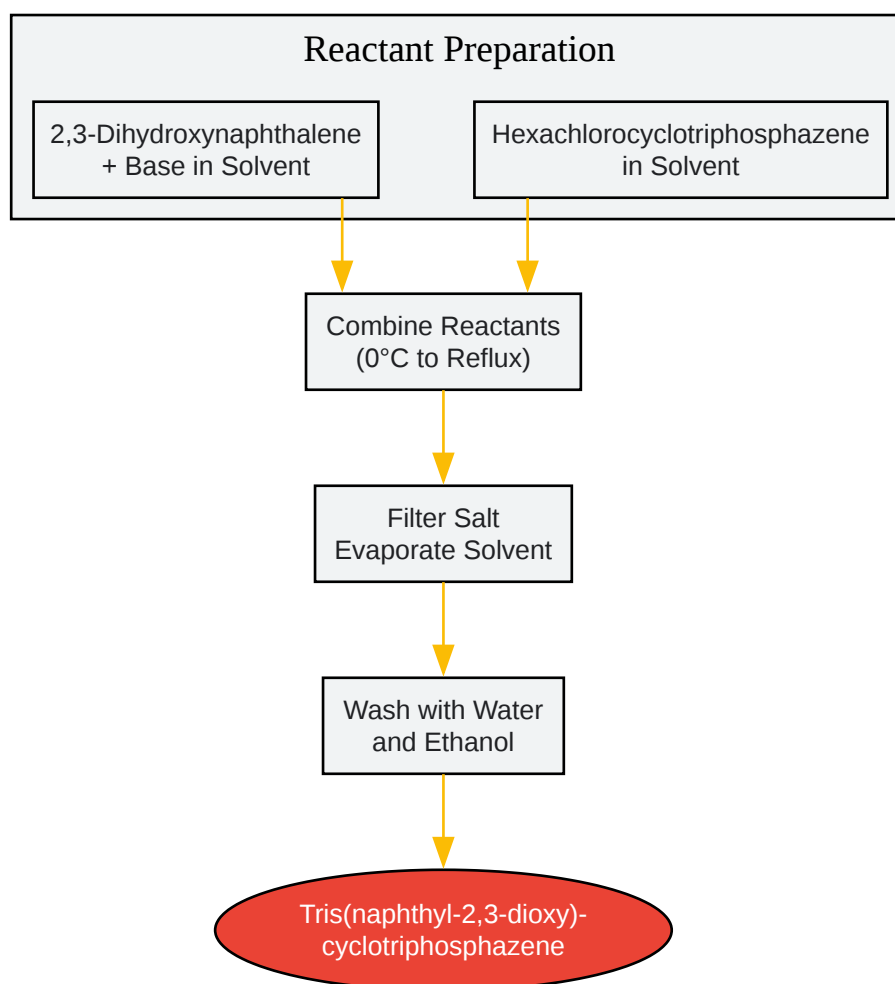 Reactant Preparation
2,3-Dihydroxynaphthalene
+ Base in Solvent
Hexachlorocyclotriphosphazene
in Solvent
Combine Reactants
(0°C to Reflux)
Filter Salt
Evaporate Solvent
Wash with Water
and Ethanol
Tris(naphthyl-2,3-dioxy)-
cyclotriphosphazene